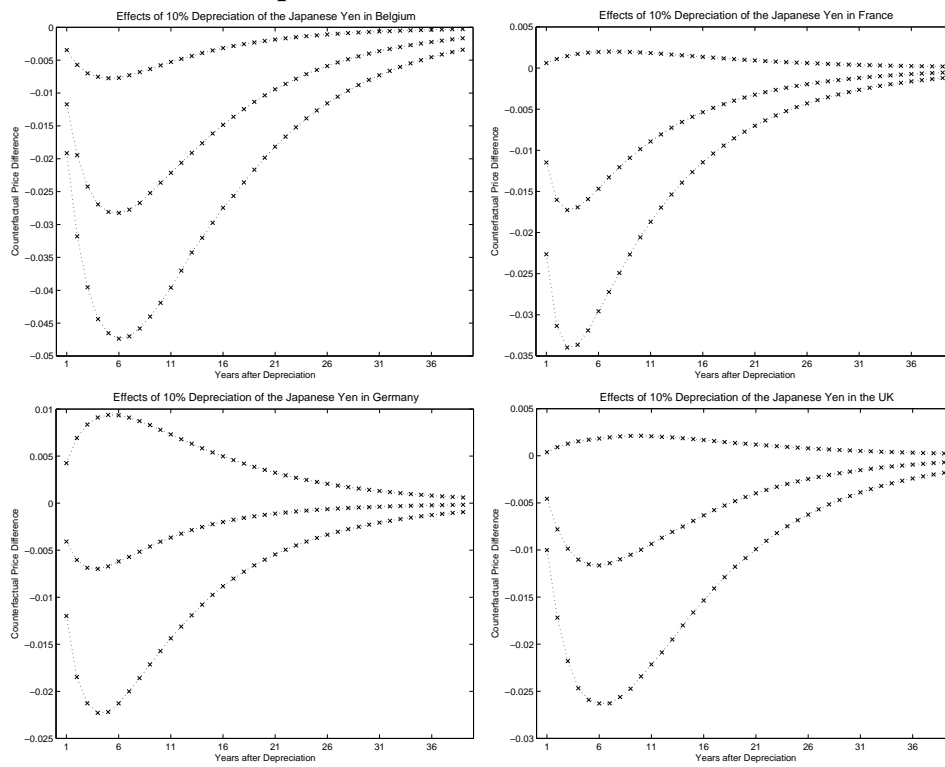 Effects of 10% Depreciation of the Japanese Yen in Belgium
0
−0.005
−0.01
−0.015
−0.02
−0.025
−0.03
−0.035
−0.04
−0.045
−0.05
Counterfactual Price Difference
1 6 11 16 21 26 31 36
Years after Depreciation
Effects of 10% Depreciation of the Japanese Yen in France
0.005
0
−0.005
−0.01
−0.015
−0.02
−0.025
−0.03
−0.035
Counterfactual Price Difference
1 6 11 16 21 26 31 36
Years after Depreciation
Effects of 10% Depreciation of the Japanese Yen in Germany
0.01
0.005
0
−0.005
−0.01
−0.015
−0.02
−0.025
Counterfactual Price Difference
1 6 11 16 21 26 31 36
Years after Depreciation
Effects of 10% Depreciation of the Japanese Yen in the UK
0.005
0
−0.005
−0.01
−0.015
−0.02
−0.025
−0.03
Counterfactual Price Difference
1 6 11 16 21 26 31 36
Years after Depreciation